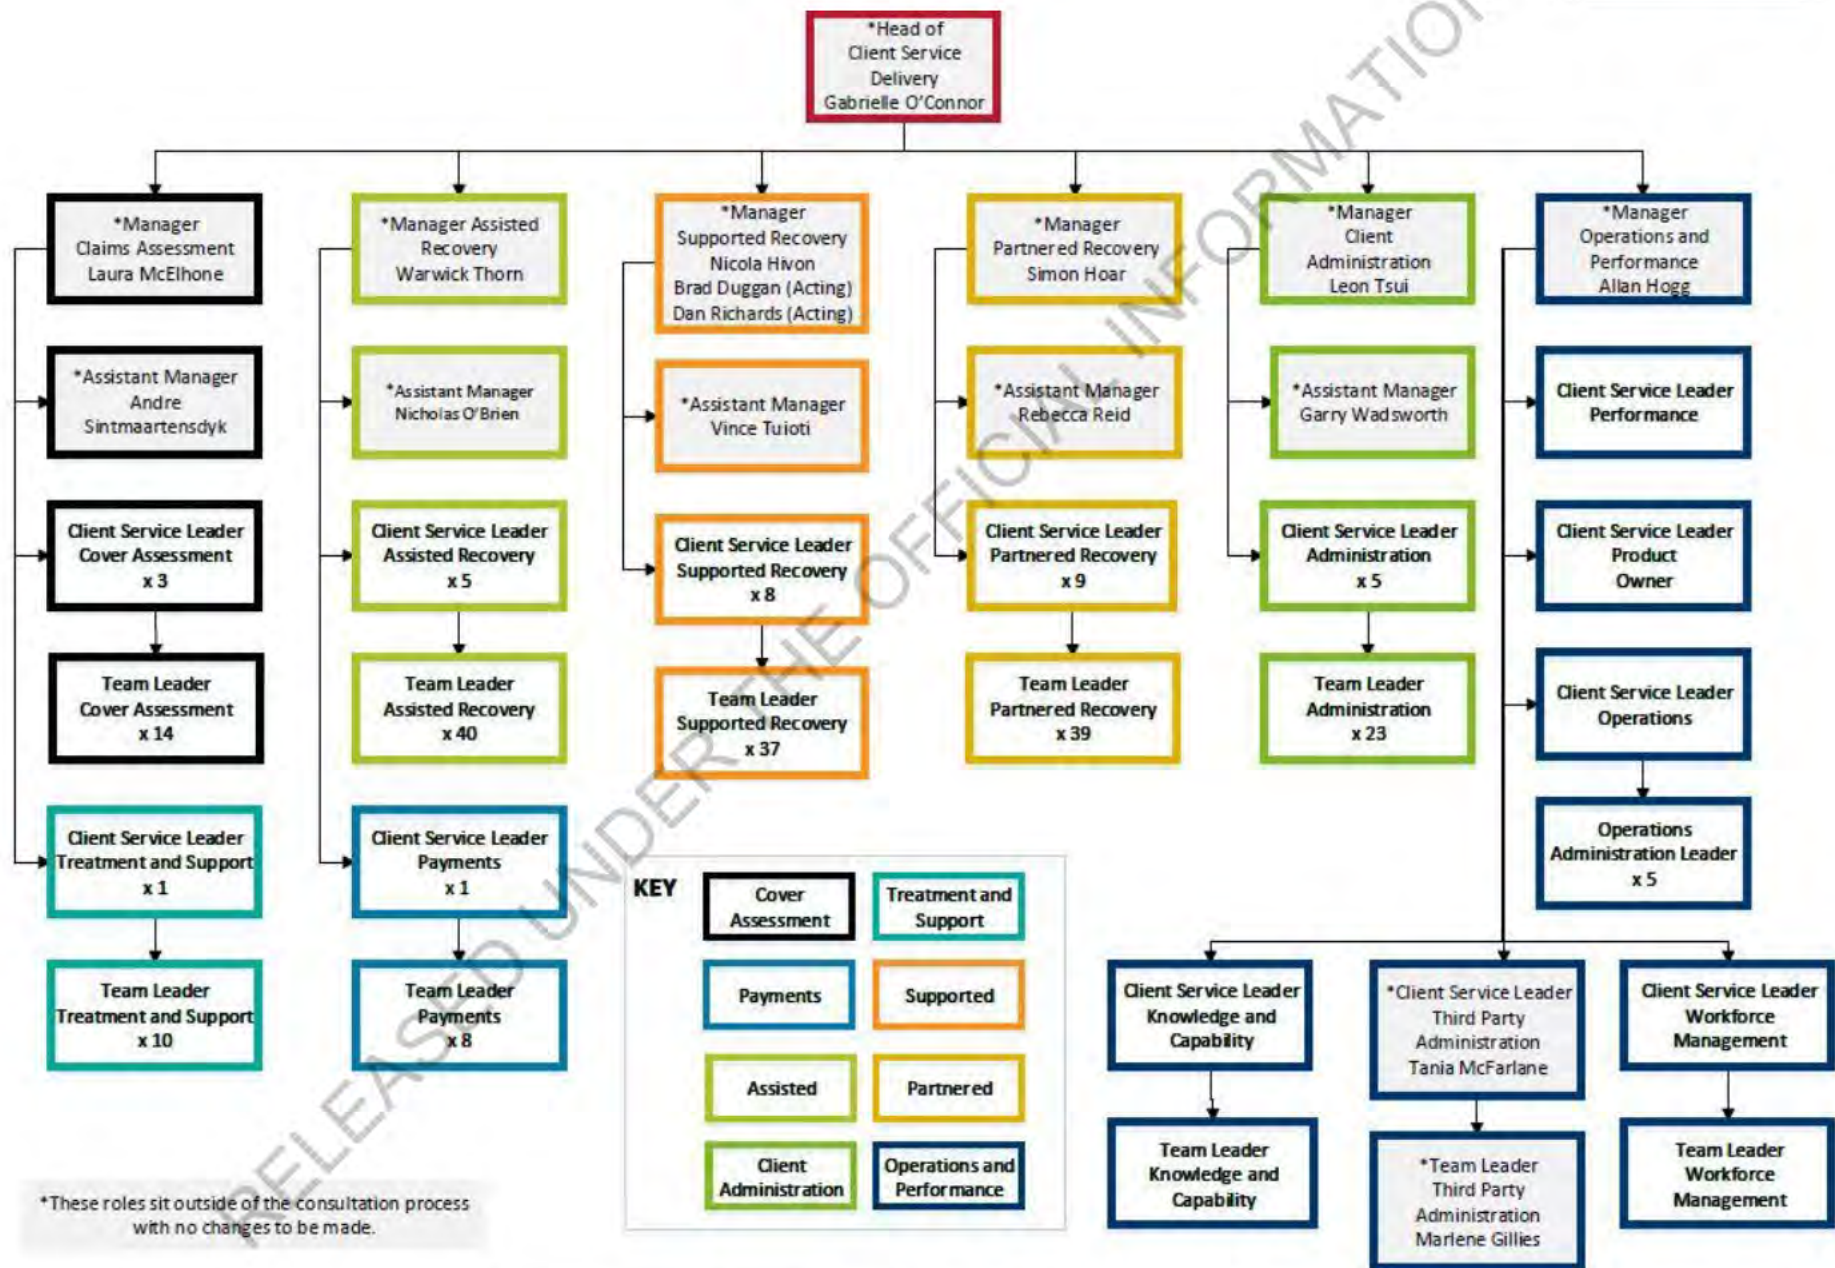 *Head of
Client Service
Delivery
Gabrielle O'Connor
*Manager
Claims Assessment
Laura McElhone
*Manager Assisted
Recovery
Warwick Thorn
*Manager
Supported Recovery
Nicola Hivon
Brad Duggan (Acting)
Dan Richards (Acting)
*Manager
Partnered Recovery
Simon Hoar
*Manager
Client
Administration
Leon Tsui
*Manager
Operations and
Performance
Allan Hogg
*Assistant Manager
Andre
Sintmaartensdyk
*Assistant Manager
Nicholas O'Brien
*Assistant Manager
Vince Tuioti
*Assistant Manager
Rebecca Reid
*Assistant Manager
Garry Wadsworth
Client Service Leader
Performance
Client Service Leader
Cover Assessment
x 3
Client Service Leader
Assisted Recovery
x 5
Client Service Leader
Supported Recovery
x 8
Client Service Leader
Partnered Recovery
x 9
Client Service Leader
Administration
x 5
Client Service Leader
Product
Owner
Team Leader
Cover Assessment
x 14
Team Leader
Assisted Recovery
x 40
Team Leader
Supported Recovery
x 37
Team Leader
Partnered Recovery
x 39
Team Leader
Administration
x 23
Client Service Leader
Operations
Client Service Leader
Treatment and Support
x 1
Client Service Leader
Payments
x 1
Operations
Administration Leader
x 5
Team Leader
Treatment and Support
x 10
Team Leader
Payments
x 8
KEY
Cover
Assessment
Treatment and
Support
Payments
Supported
Assisted
Partnered
Client
Administration
Operations and
Performance
Client Service Leader
Knowledge and
Capability
*Client Service Leader
Third Party
Administration
Tania McFarlane
Client Service Leader
Workforce
Management
Team Leader
Knowledge and
Capability
*Team Leader
Third Party
Administration
Marlene Gillies
Team Leader
Workforce
Management
*These roles sit outside of the consultation process
with no changes to be made.
RELEASED UNDER THE OFFICIAL INFORMATION